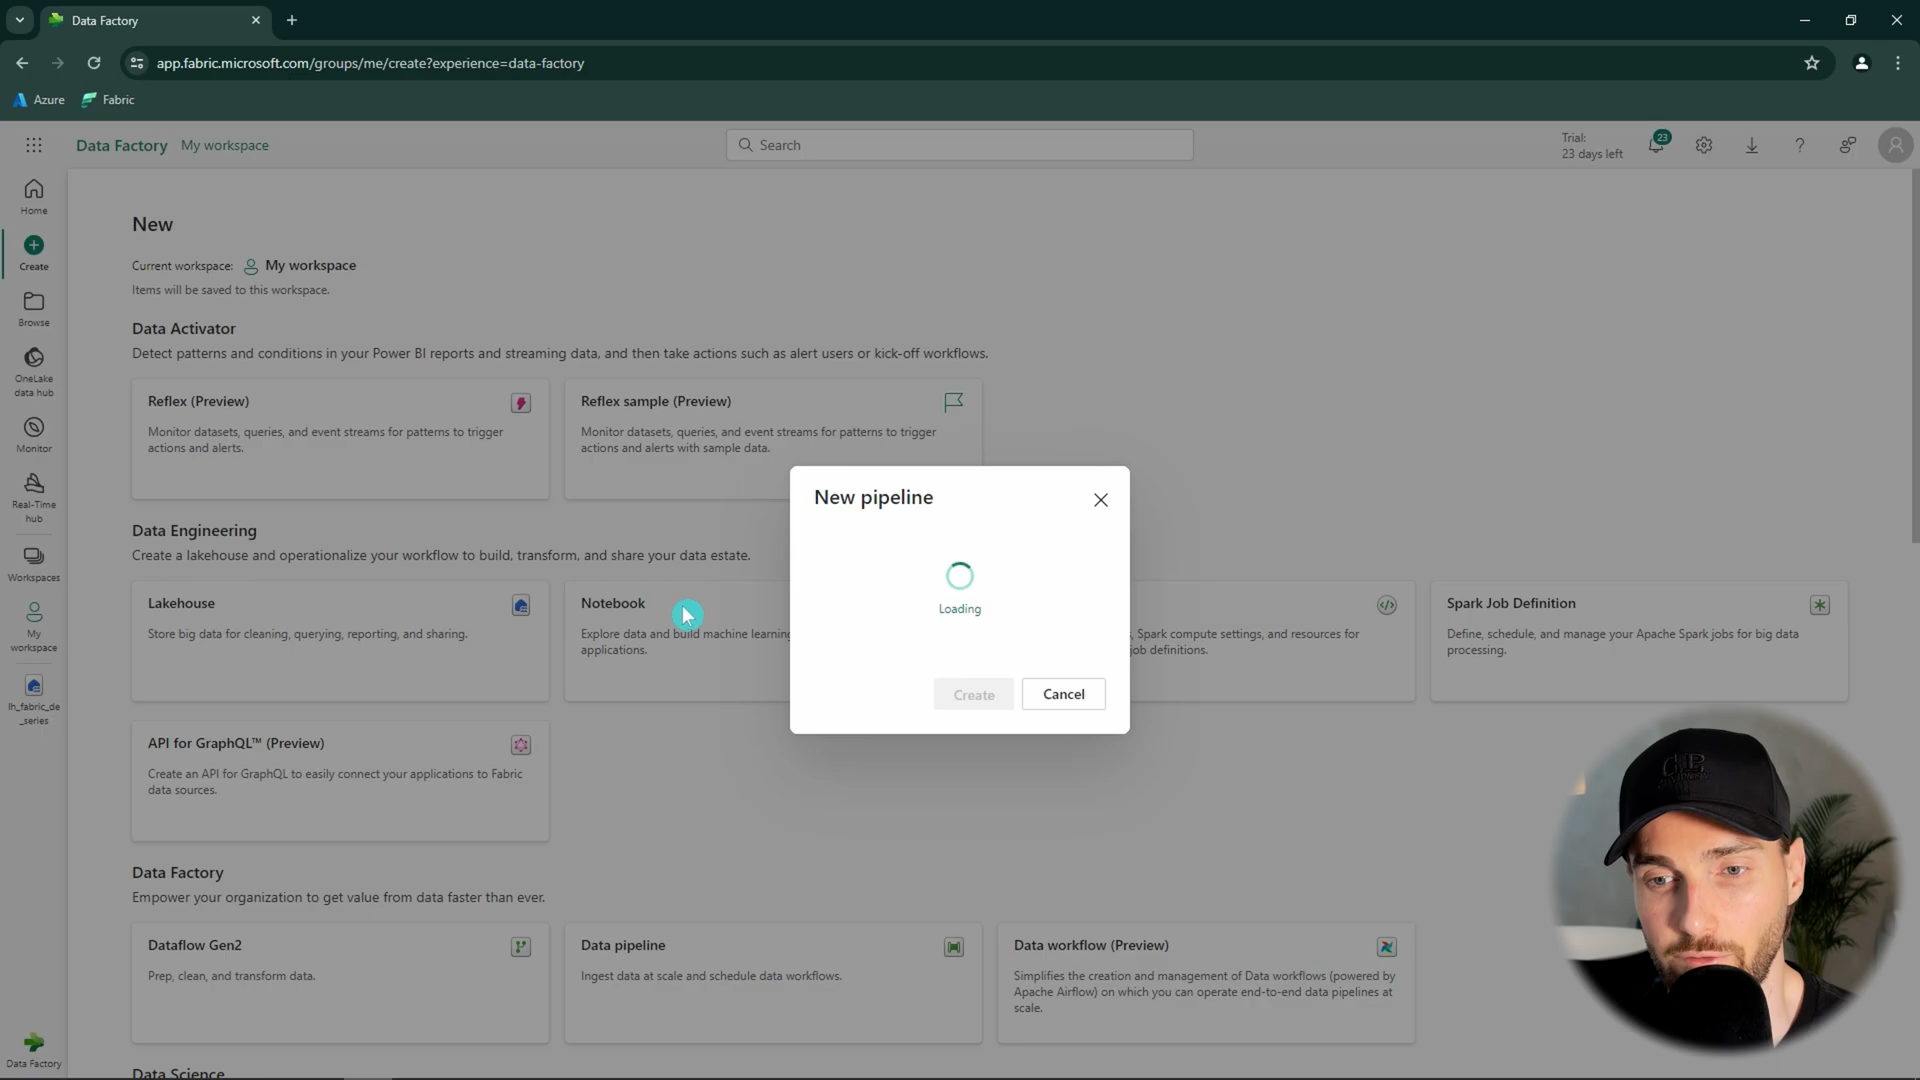 Data Factory
app.fabric.microsoft.com/groups/me/create?experience=data-factory
Azure
Fabric
Data Factory
My workspace
Search
Trial:
23 days left
23
Home
Create
Browse
OneLake
data hub
Monitor
Real-Time
hub
Workspaces
My
workspace
lh_fabric_de
_series
Data Factory
New
Current workspace:
My workspace
Items will be saved to this workspace.
Data Activator
Detect patterns and conditions in your Power BI reports and streaming data, and then take actions such as alert users or kick-off workflows.
Reflex (Preview)
Monitor datasets, queries, and event streams for patterns to trigger
actions and alerts.
Reflex sample (Preview)
Monitor datasets, queries, and event streams for patterns to trigger
actions and alerts with sample data.
New pipeline
Loading
Create
Cancel
Data Engineering
Create a lakehouse and operationalize your workflow to build, transform, and share your data estate.
Lakehouse
Store big data for cleaning, querying, reporting, and sharing.
Notebook
Explore data and build machine learning
applications.
, Spark compute settings, and resources for
job definitions.
Spark Job Definition
Define, schedule, and manage your Apache Spark jobs for big data
processing.
API for GraphQL™ (Preview)
Create an API for GraphQL to easily connect your applications to Fabric
data sources.
Data Factory
Empower your organization to get value from data faster than ever.
Dataflow Gen2
Prep, clean, and transform data.
Data pipeline
Ingest data at scale and schedule data workflows.
Data workflow (Preview)
Simplifies the creation and management of Data workflows (powered by
Apache Airflow) on which you can operate end-to-end data pipelines at
scale.
Data Science